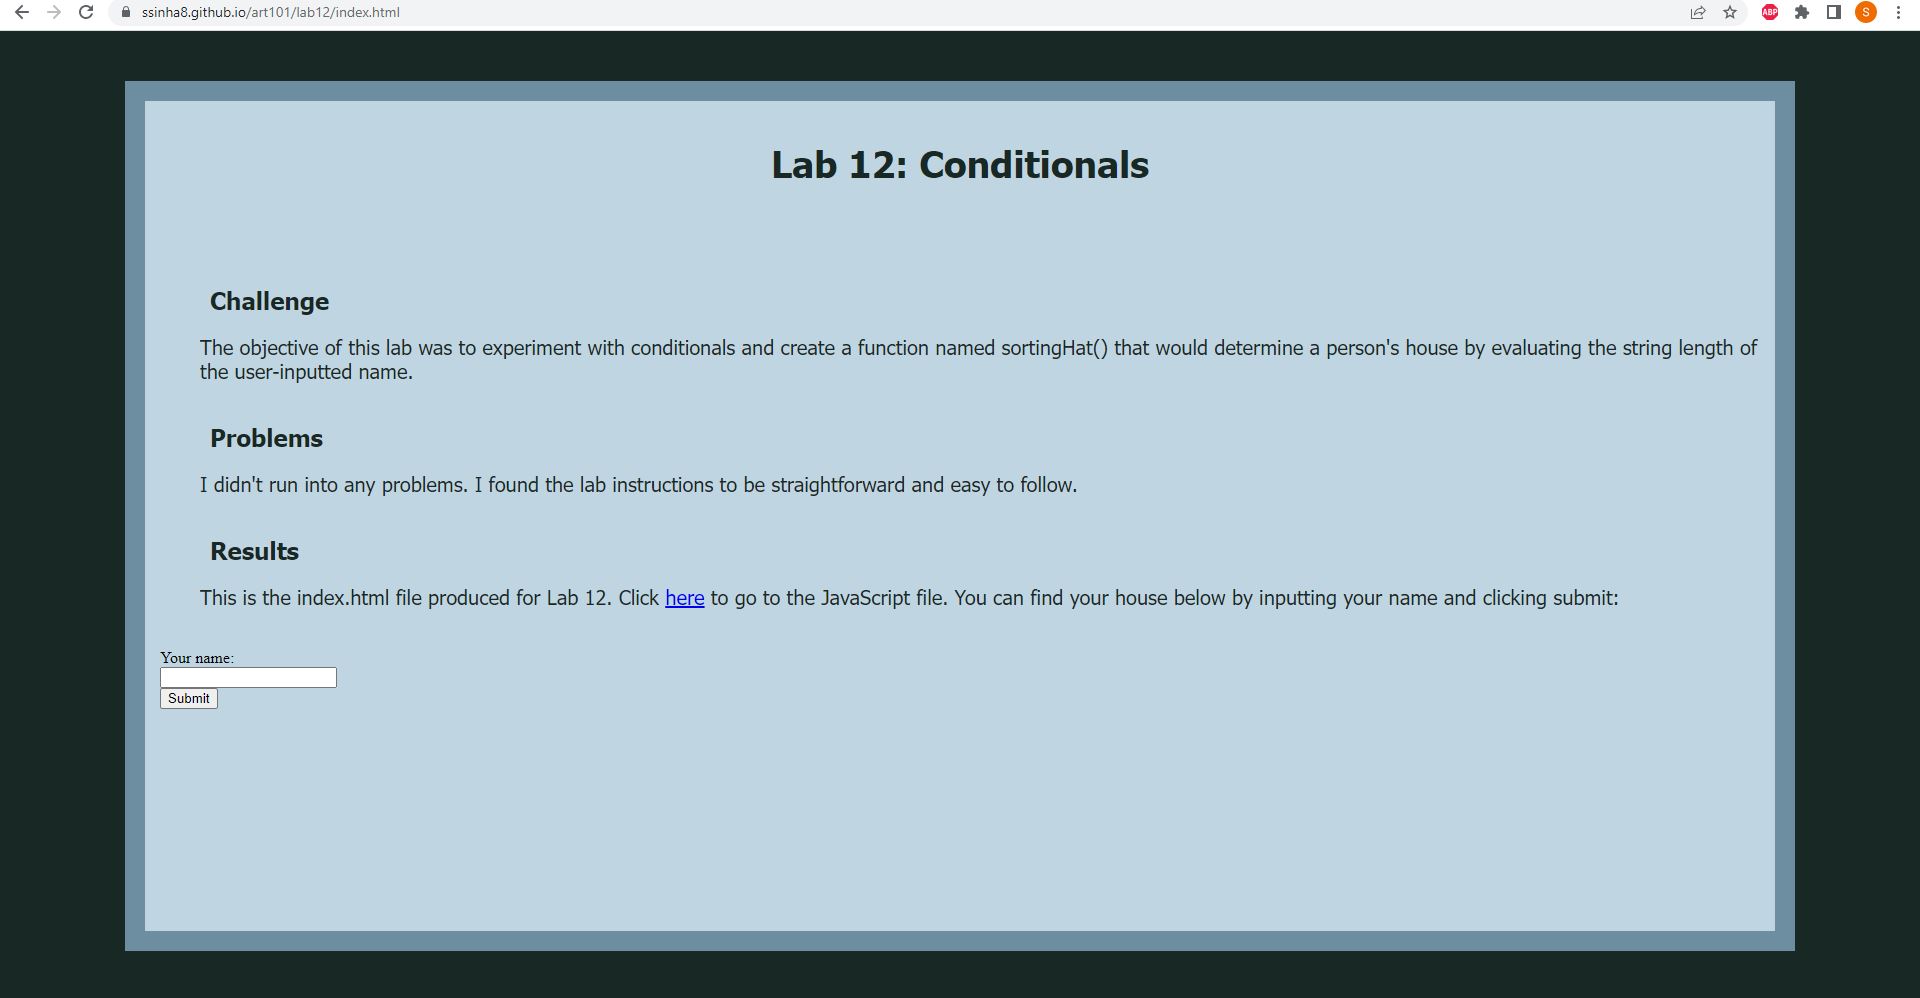 ssinha8.github.io/art101/lab12/index.html
ABP
S
Lab 12: Conditionals
Challenge
The objective of this lab was to experiment with conditionals and create a function named sortingHat() that would determine a person's house by evaluating the string length of
the user-inputted name.
Problems
I didn't run into any problems. I found the lab instructions to be straightforward and easy to follow.
Results
This is the index.html file produced for Lab 12. Click here to go to the JavaScript file. You can find your house below by inputting your name and clicking submit:
Your name:
Submit